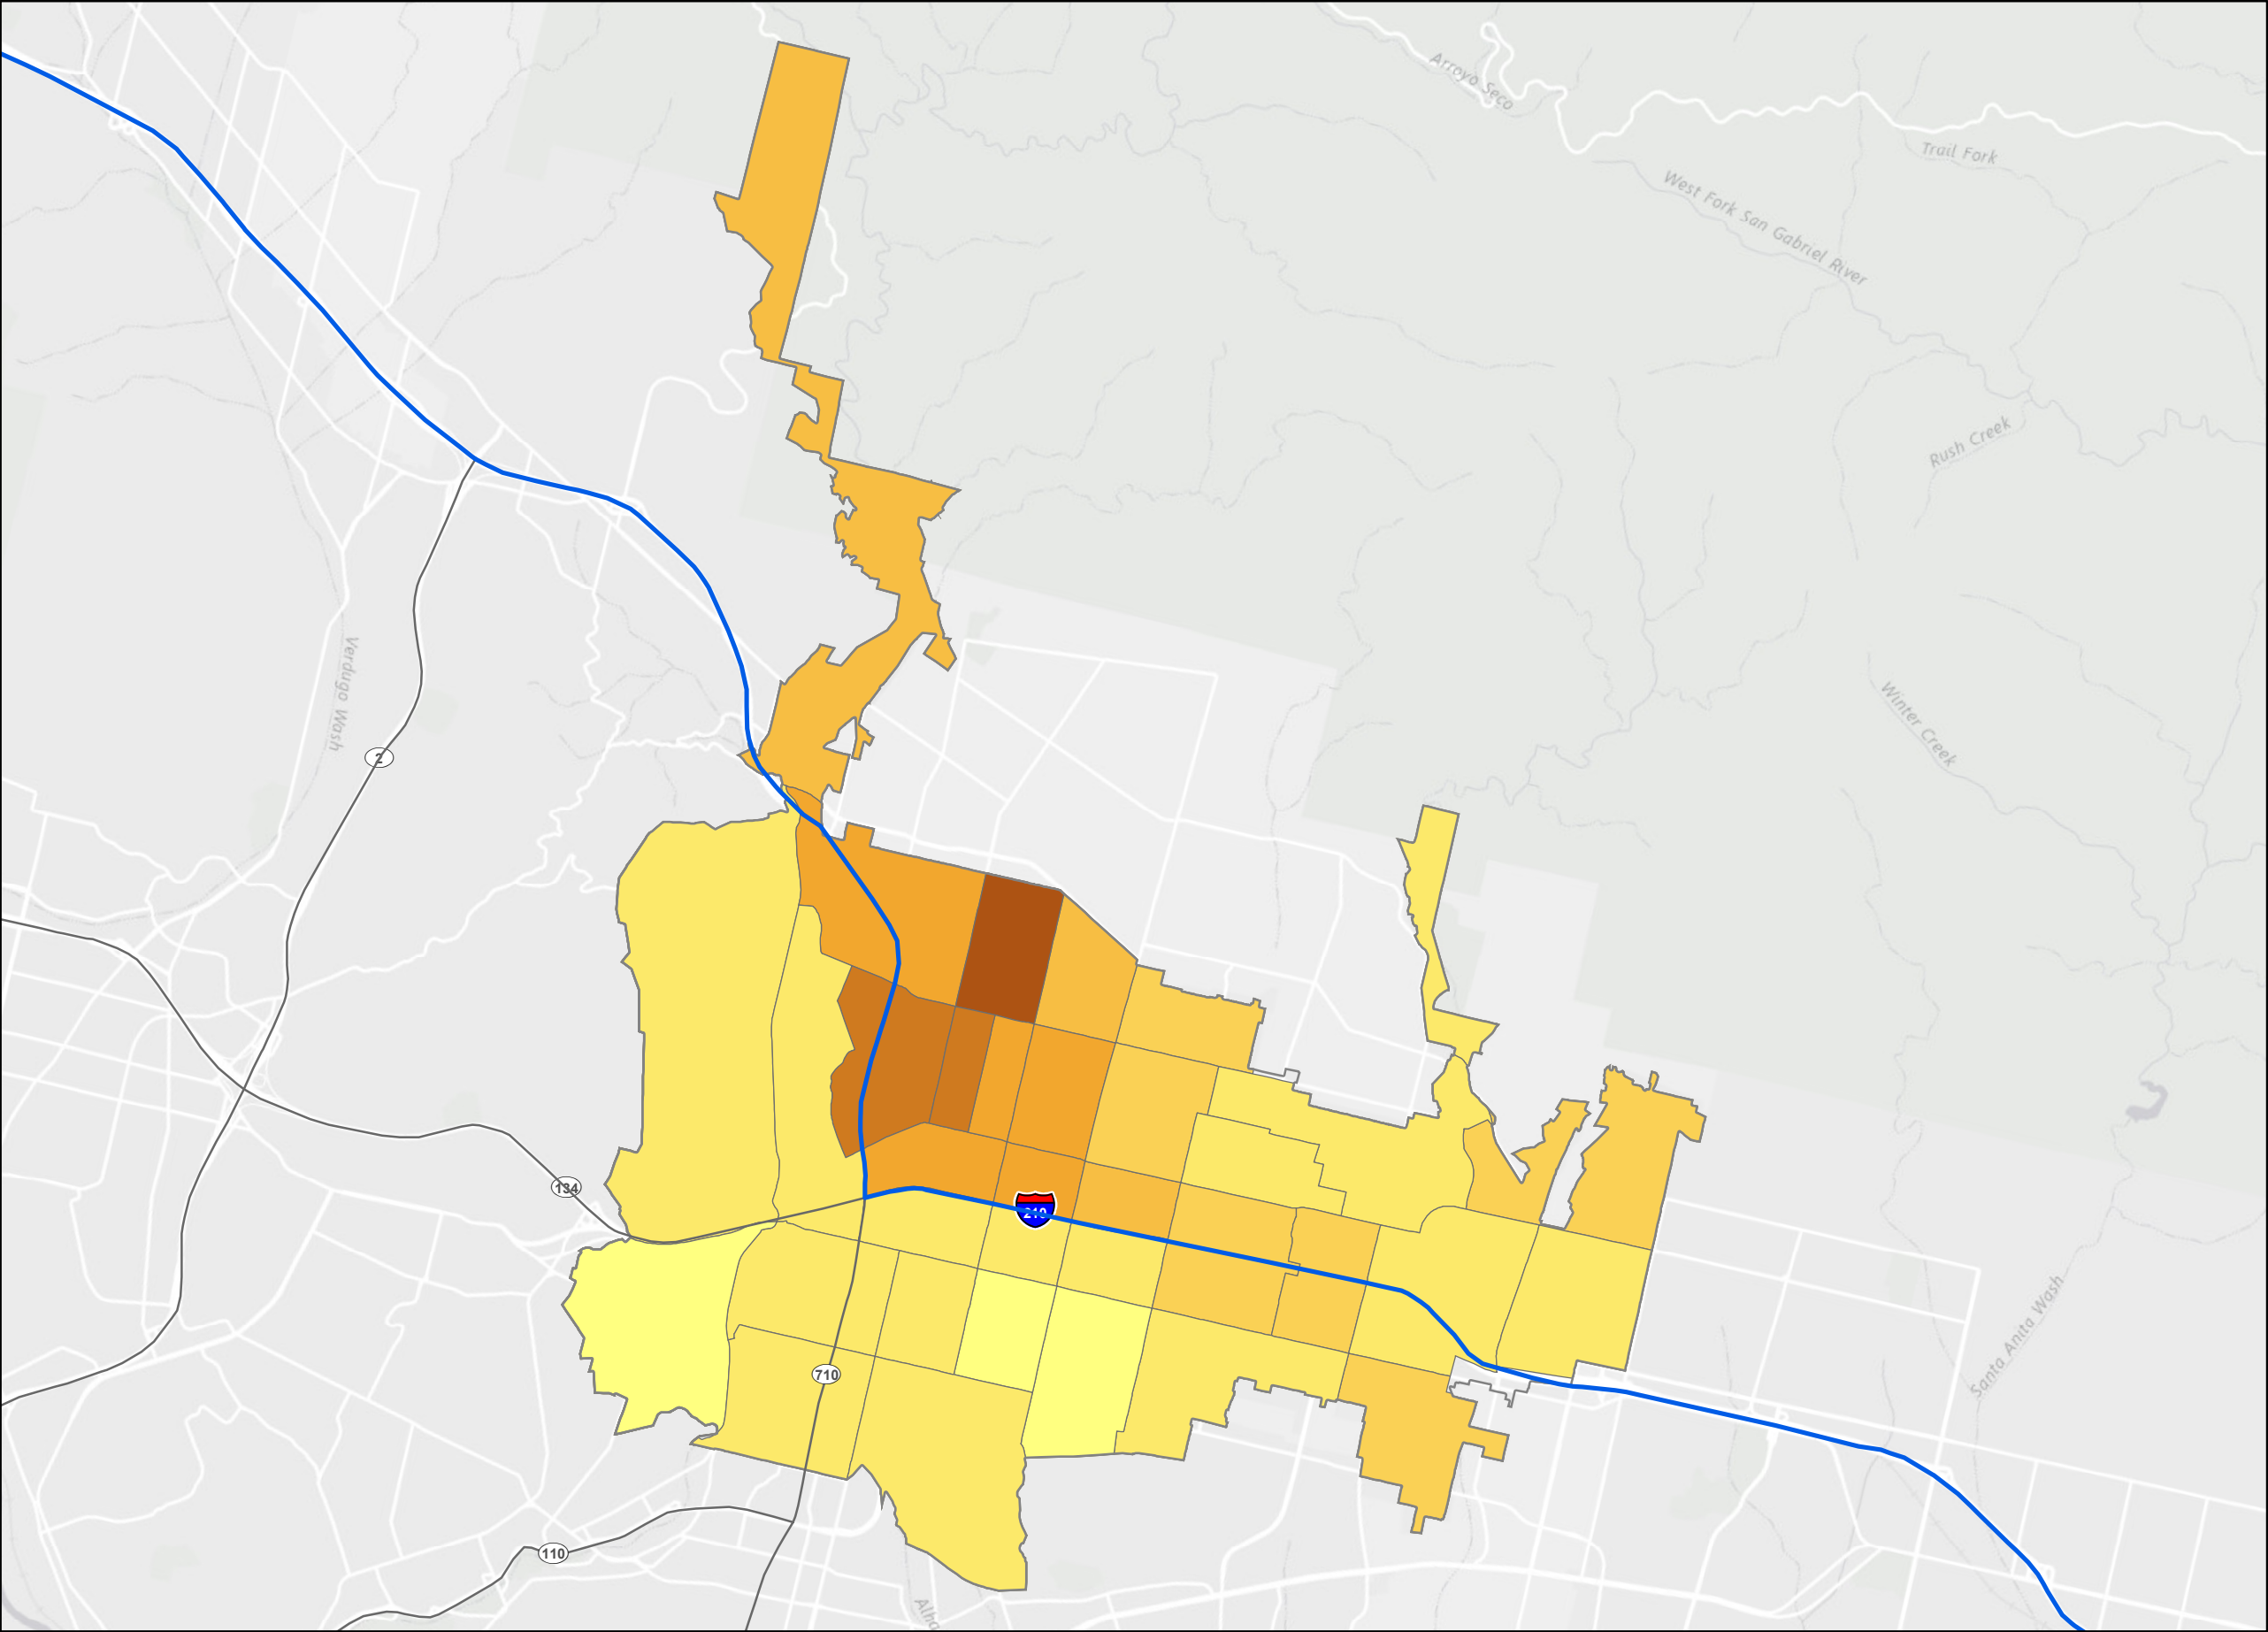 Arroyo Seco
Trail Fork
West Fork San Gabriel River
Rush Creek
Verdugo Wash
Winter Creek
2
134
210
Santa Anita Wash
710
110
Alha